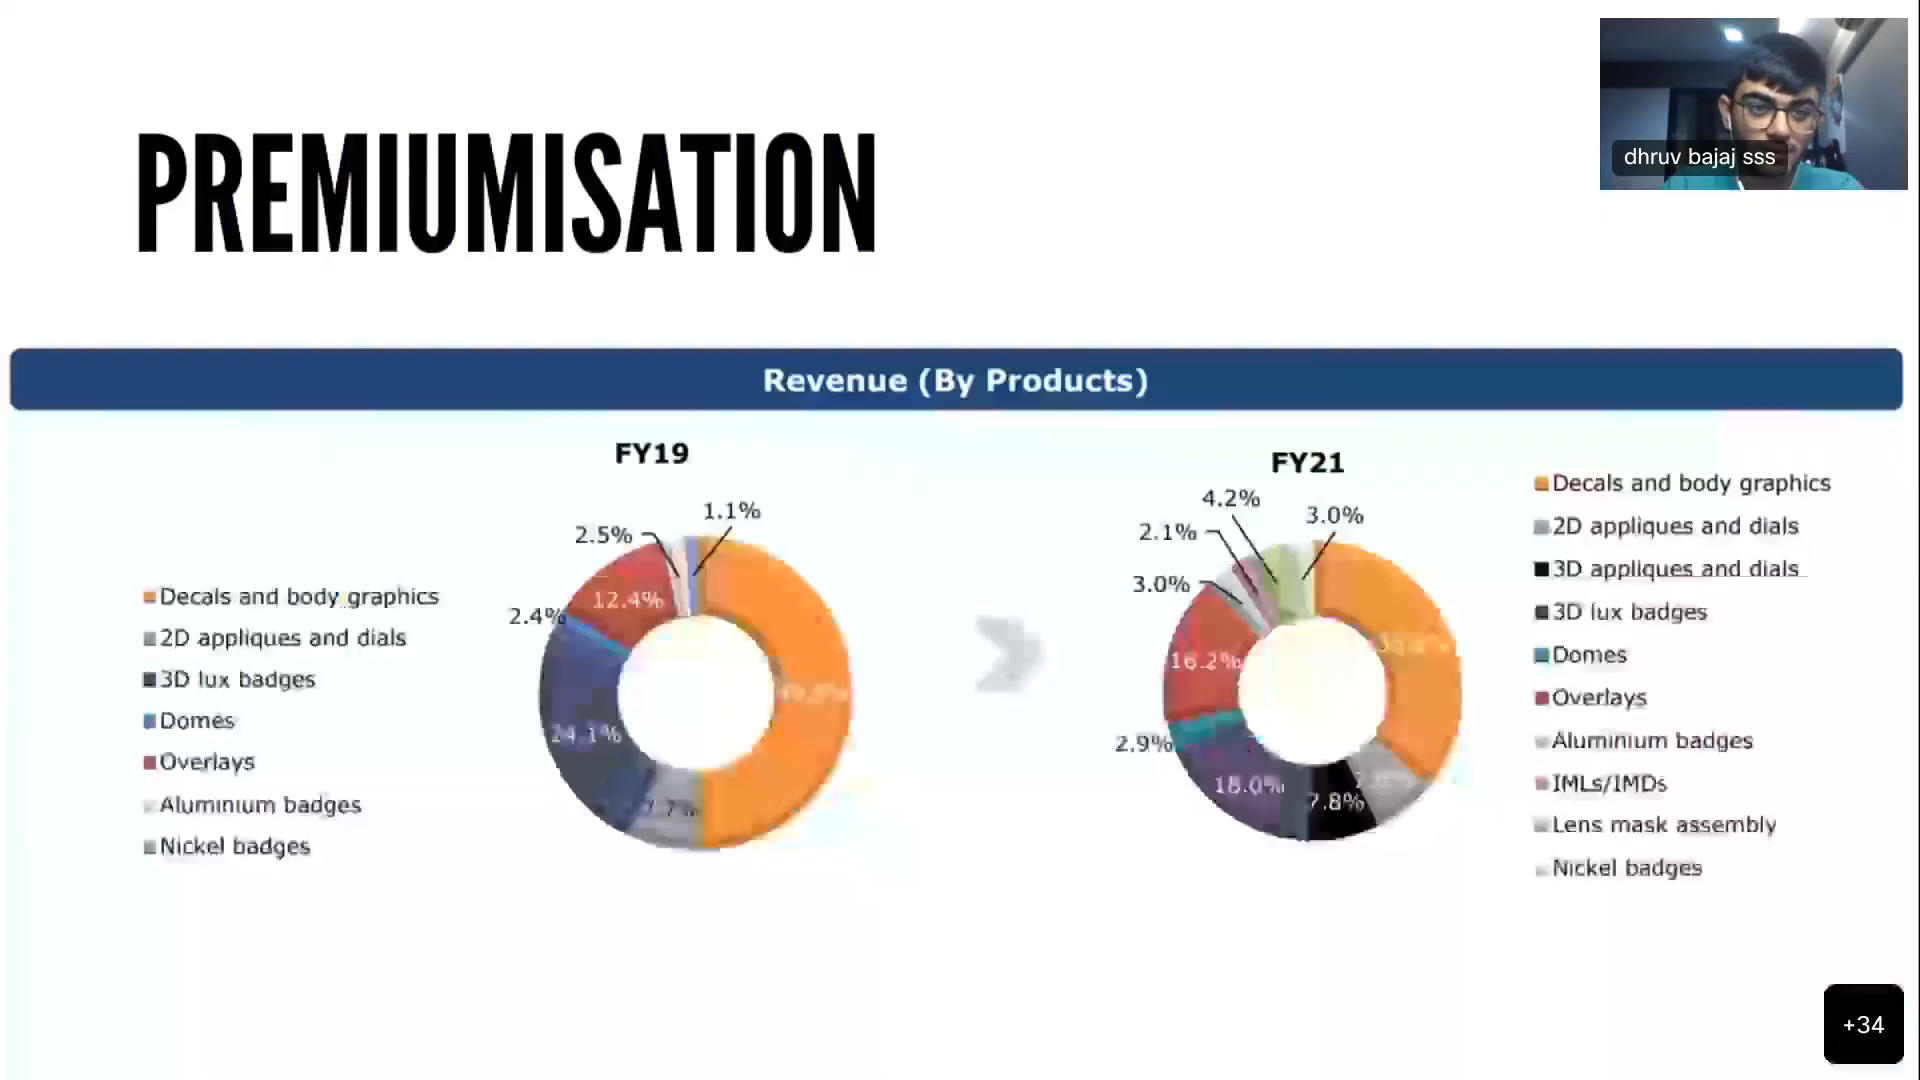 dhruv bajaj sss
PREMIUMISATION
Revenue (By Products)
FY19
1.1%
2.5%
12.4%
2.4%
24.1%
7.7%
Decals and body graphics
2D appliques and dials
3D lux badges
Domes
Overlays
Aluminium badges
Nickel badges
FY21
4.2%
3.0%
2.1%
3.0%
16.2%
2.9%
18.0%
7.8%
Decals and body graphics
2D appliques and dials
3D appliques and dials
3D lux badges
Domes
Overlays
Aluminium badges
IMLs/IMDs
Lens mask assembly
Nickel badges
+34